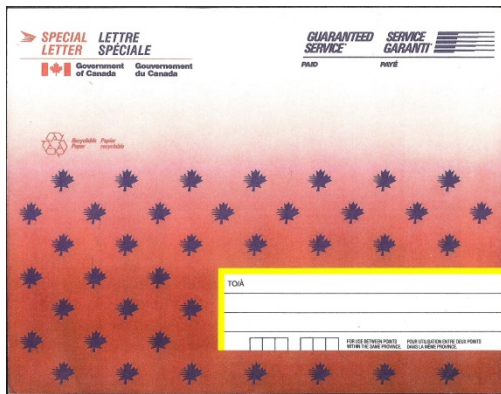 SPECIAL LETTRE
LETTER SPÉCIALE
Government Gouvernement
of Canada du Canada
GUARANTEED SERVICE
SERVICE* GARANTI*
PAID PAYÉ
Recyclable Papier
Paper recyclable
TO/À
FOR USE BETWEEN POINTS POUR UTILISATION ENTRE DEUX POINTS
WITHIN THE SAME PROVINCE DANS LA MÊME PROVINCE